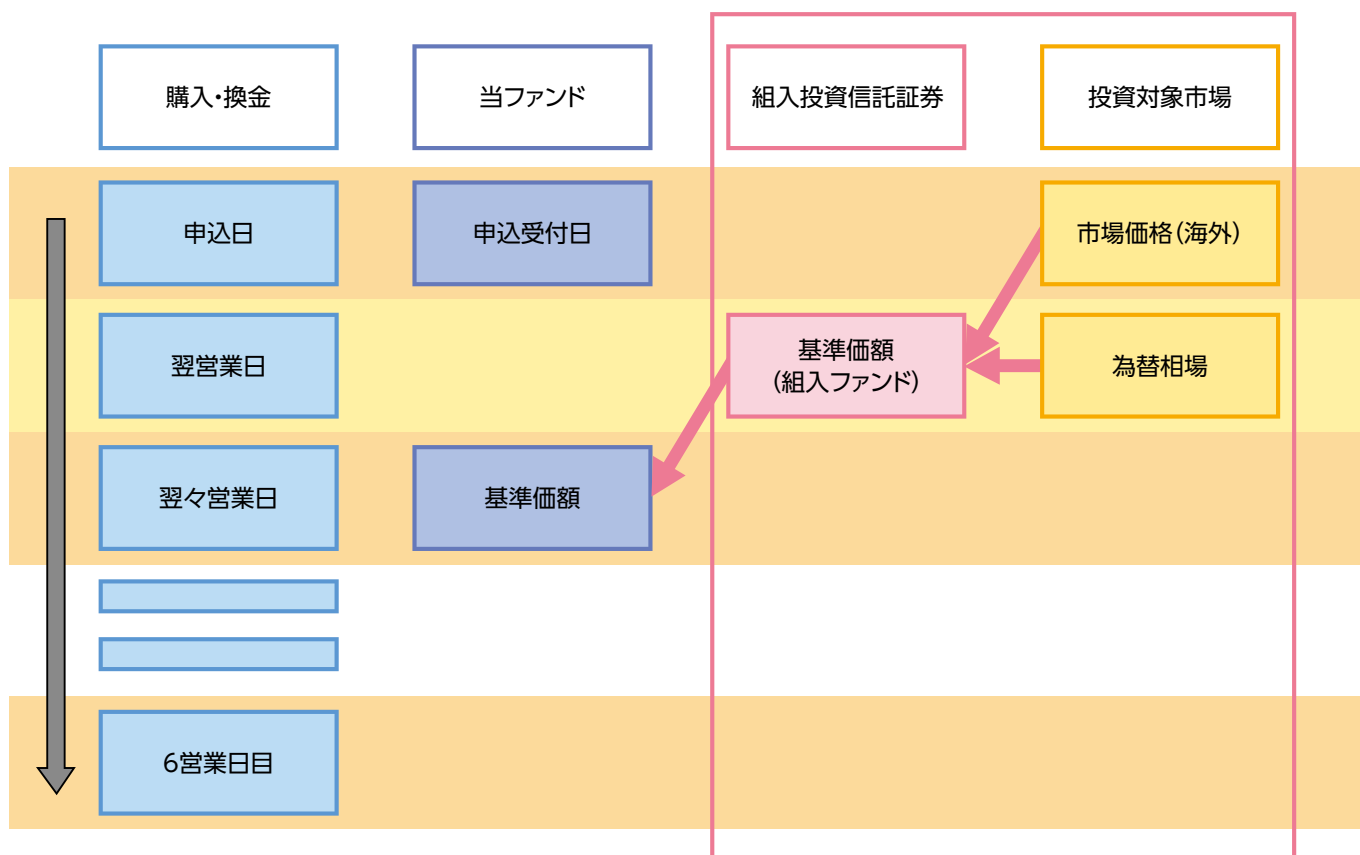 購入・換金
当ファンド
組入投資信託証券
投資対象市場
申込日
申込受付日
市場価格(海外)
翌営業日
基準価額
(組入ファンド)
為替相場
翌々営業日
基準価額
6営業日目